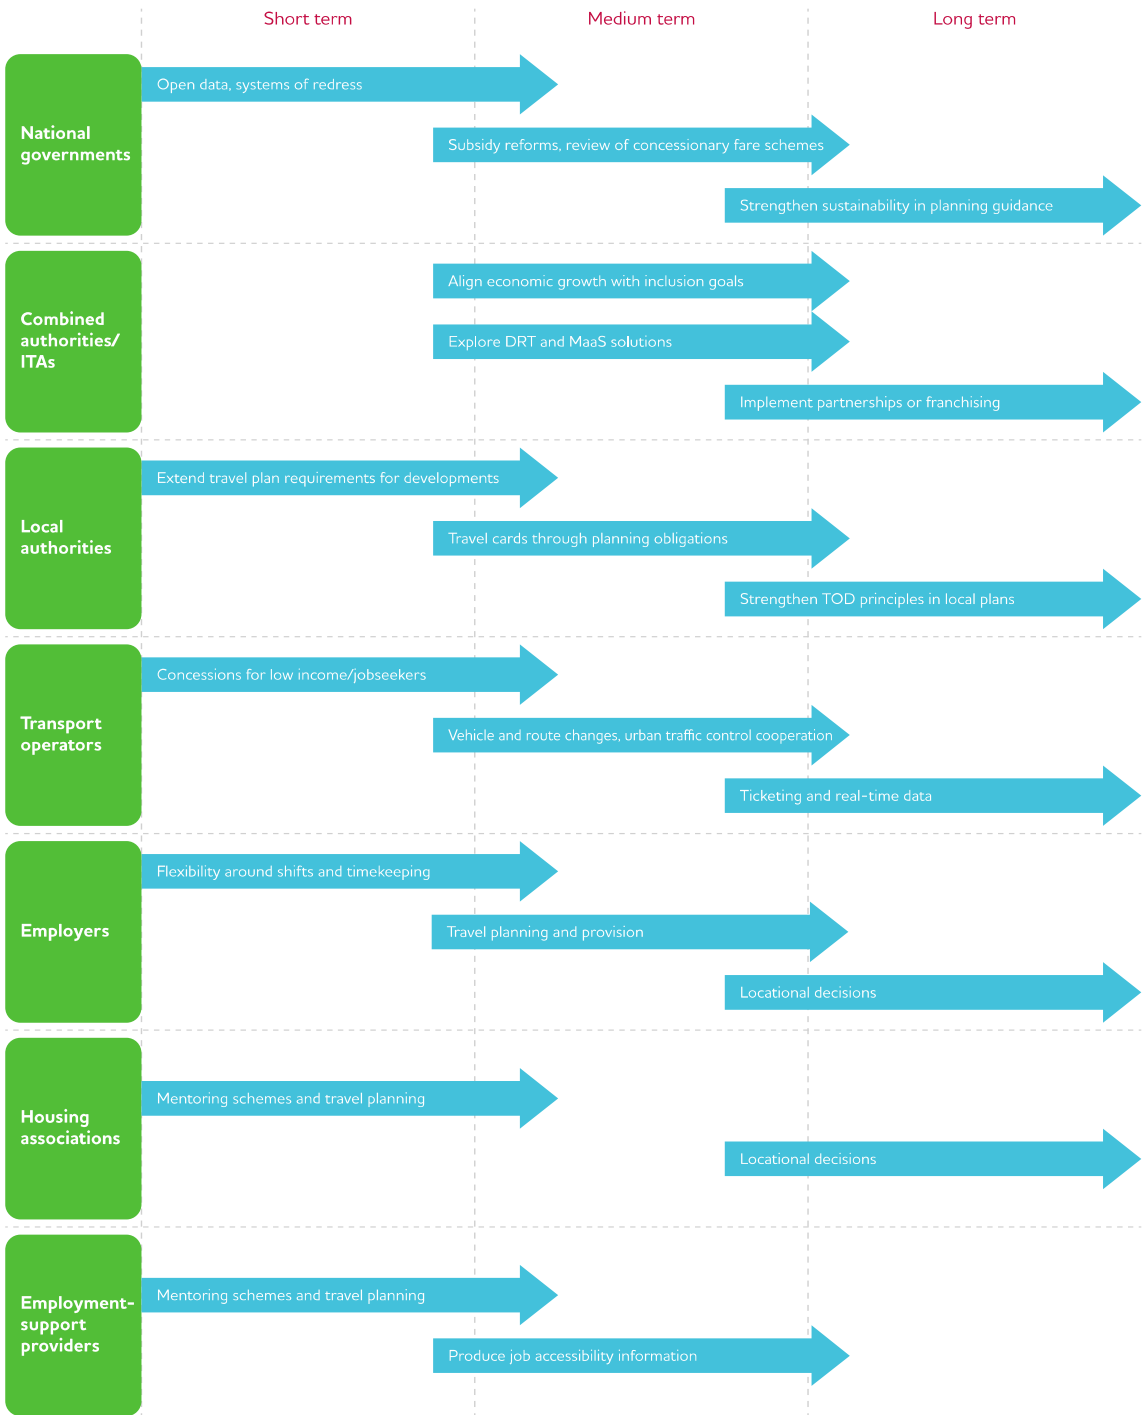 Short term
Medium term
Long term
National
governments
Open data, systems of redress
Subsidy reforms, review of concessionary fare schemes
Strengthen sustainability in planning guidance
Combined
authorities/
ITAs
Align economic growth with inclusion goals
Explore DRT and MaaS solutions
Implement partnerships or franchising
Local
authorities
Extend travel plan requirements for developments
Travel cards through planning obligations
Strengthen TOD principles in local plans
Transport
operators
Concessions for low income/jobseekers
Vehicle and route changes, urban traffic control cooperation
Ticketing and real-time data
Employers
Flexibility around shifts and timekeeping
Travel planning and provision
Locational decisions
Housing
associations
Mentoring schemes and travel planning
Locational decisions
Employment-
support
providers
Mentoring schemes and travel planning
Produce job accessibility information